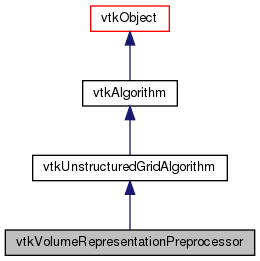 vtkObject
vtkAlgorithm
vtkUnstructuredGridAlgorithm
vtkVolumeRepresentationPreprocessor